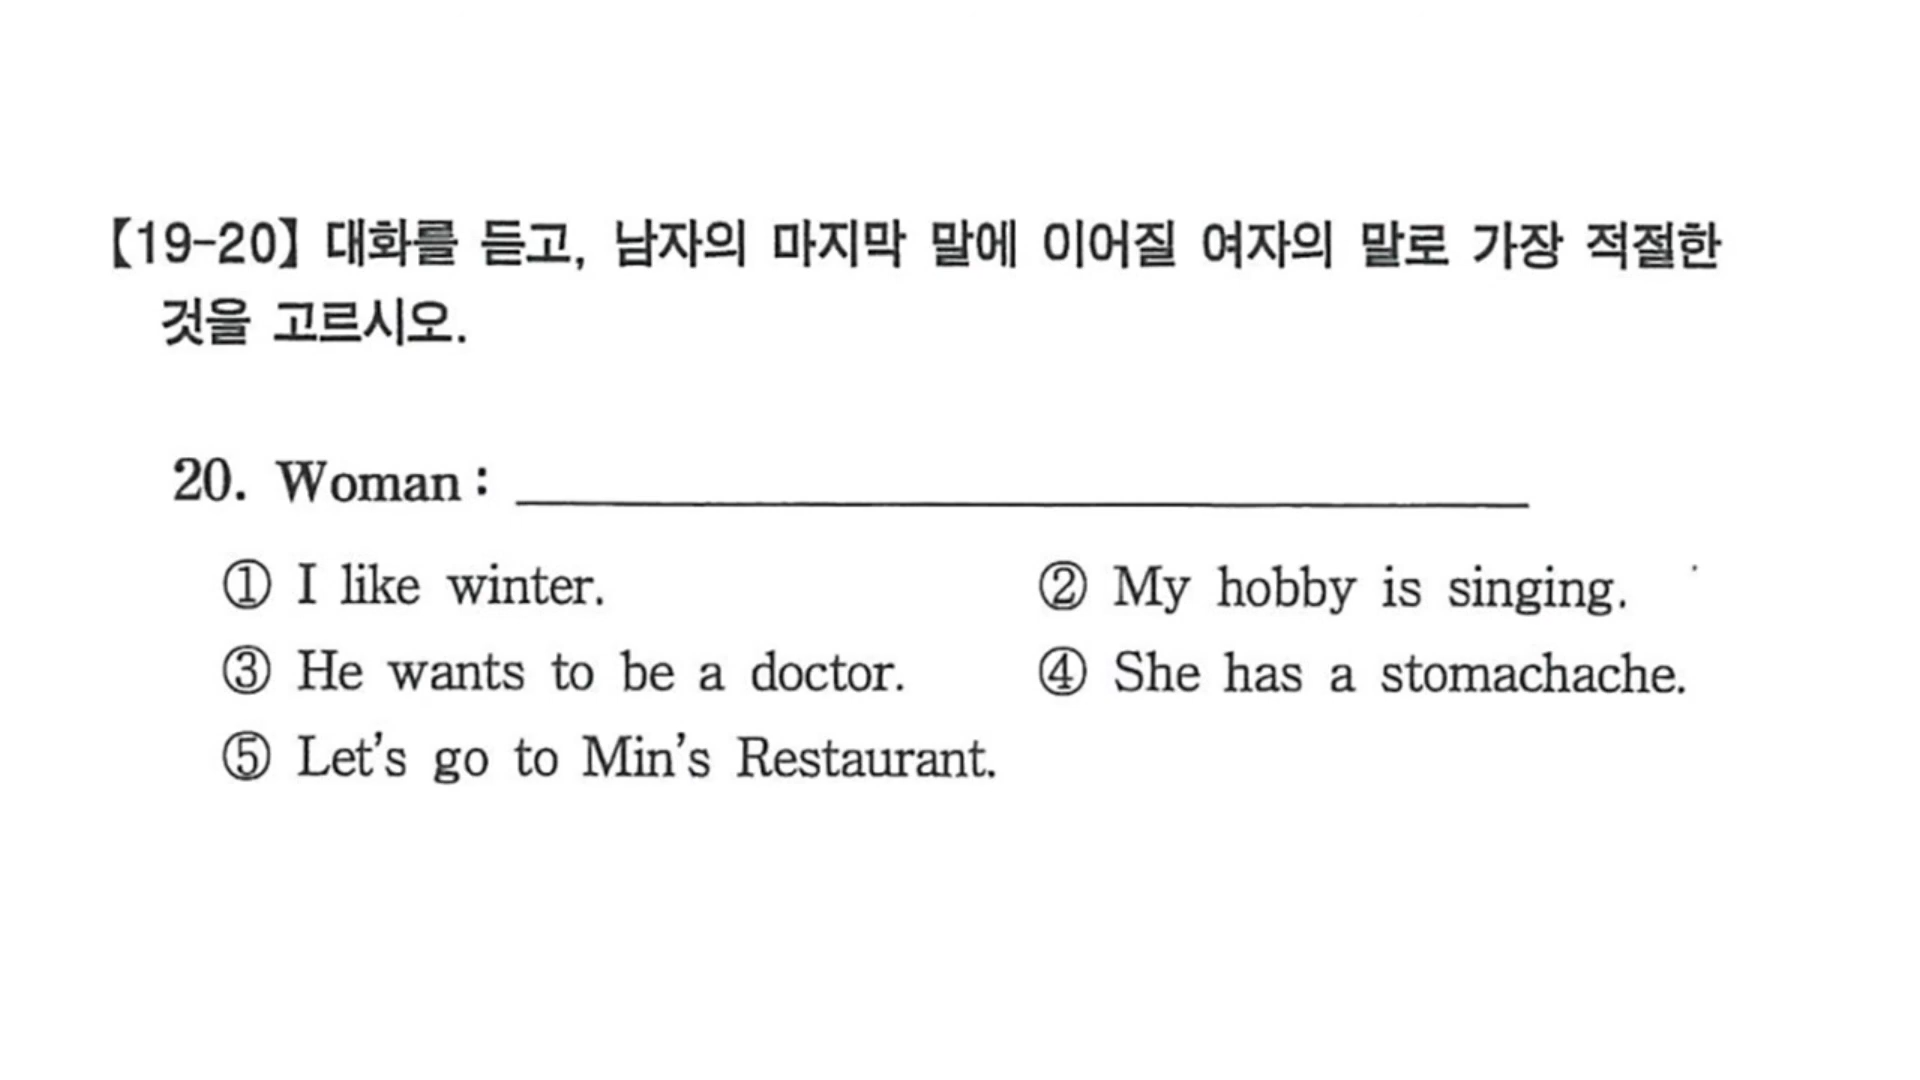 【19-20】 대화를 듣고, 남자의 마지막 말에 이어질 여자의 말로 가장 적절한
것을 고르시오.
20. Woman : ____________________
① I like winter. ② My hobby is singing.
③ He wants to be a doctor. ④ She has a stomachache.
⑤ Let's go to Min's Restaurant.